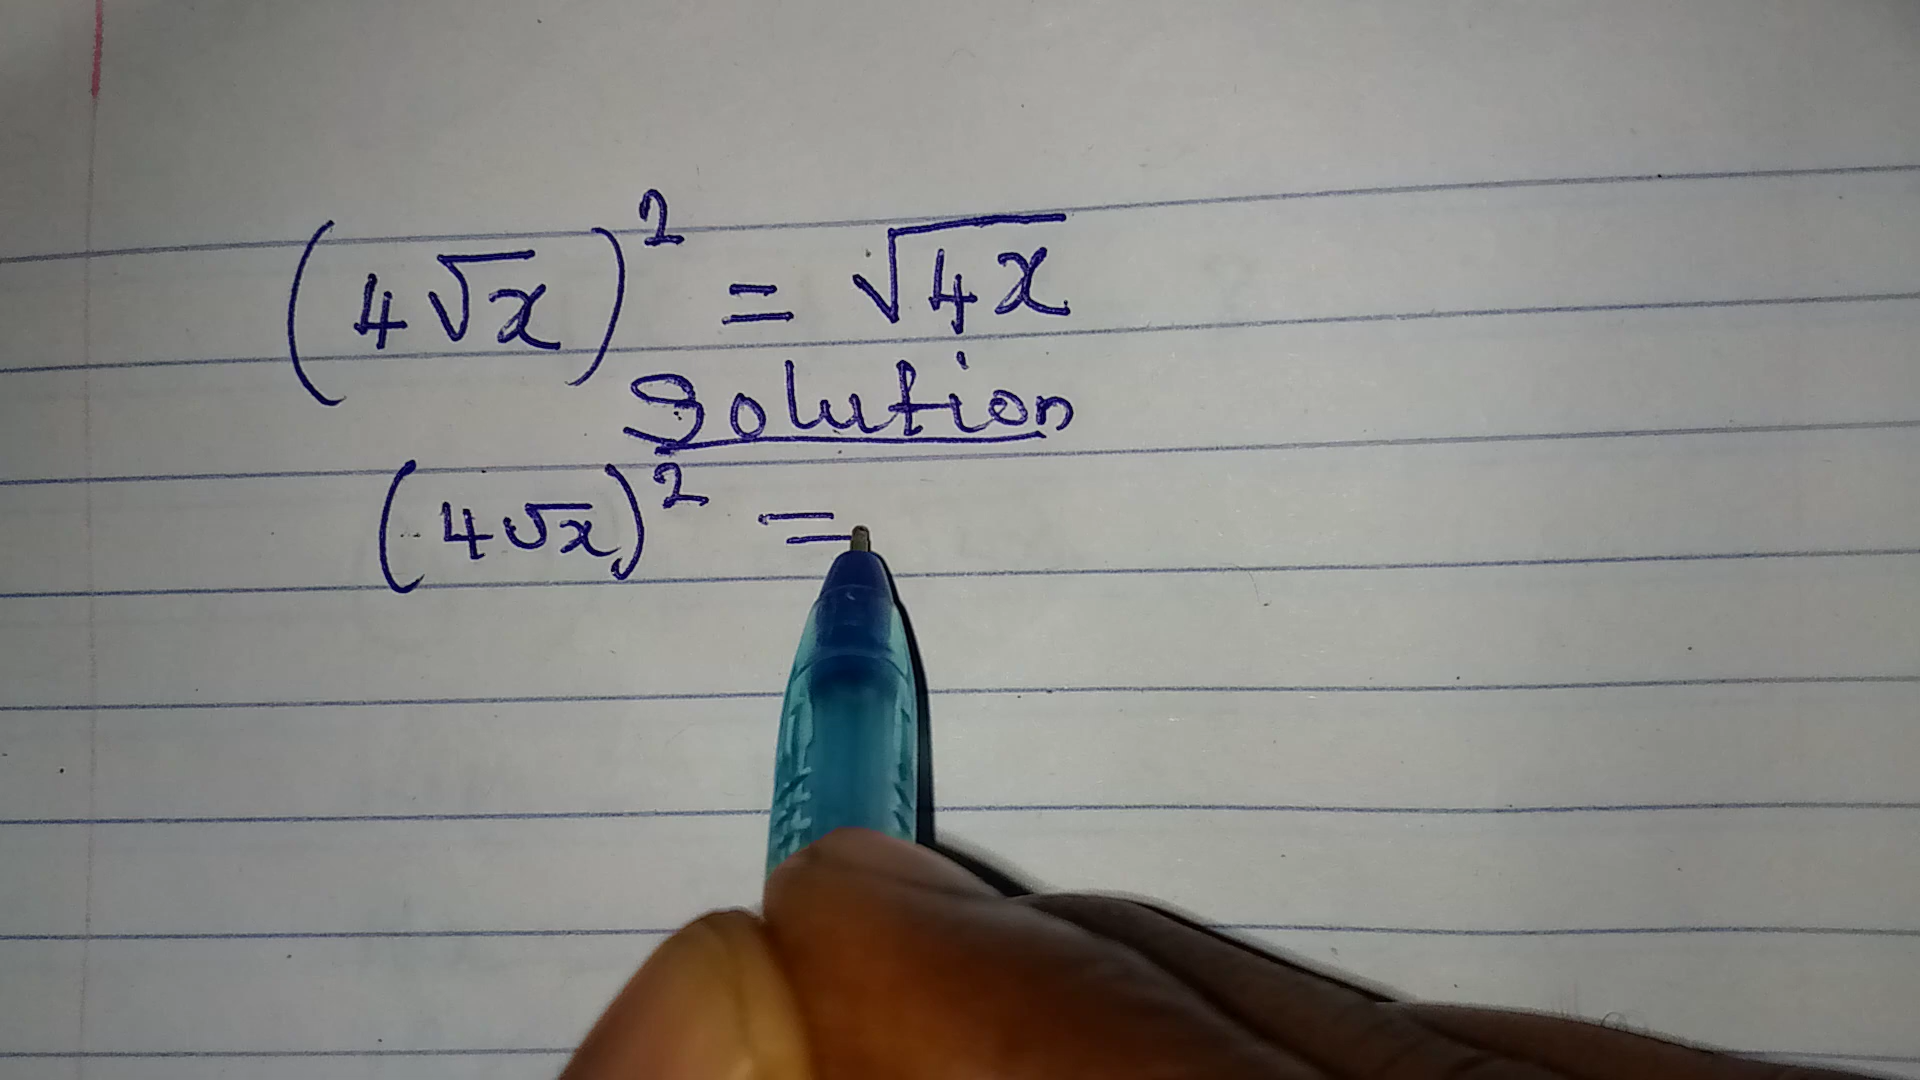 (4√x)² = √4x
Solution
(4√x)² =